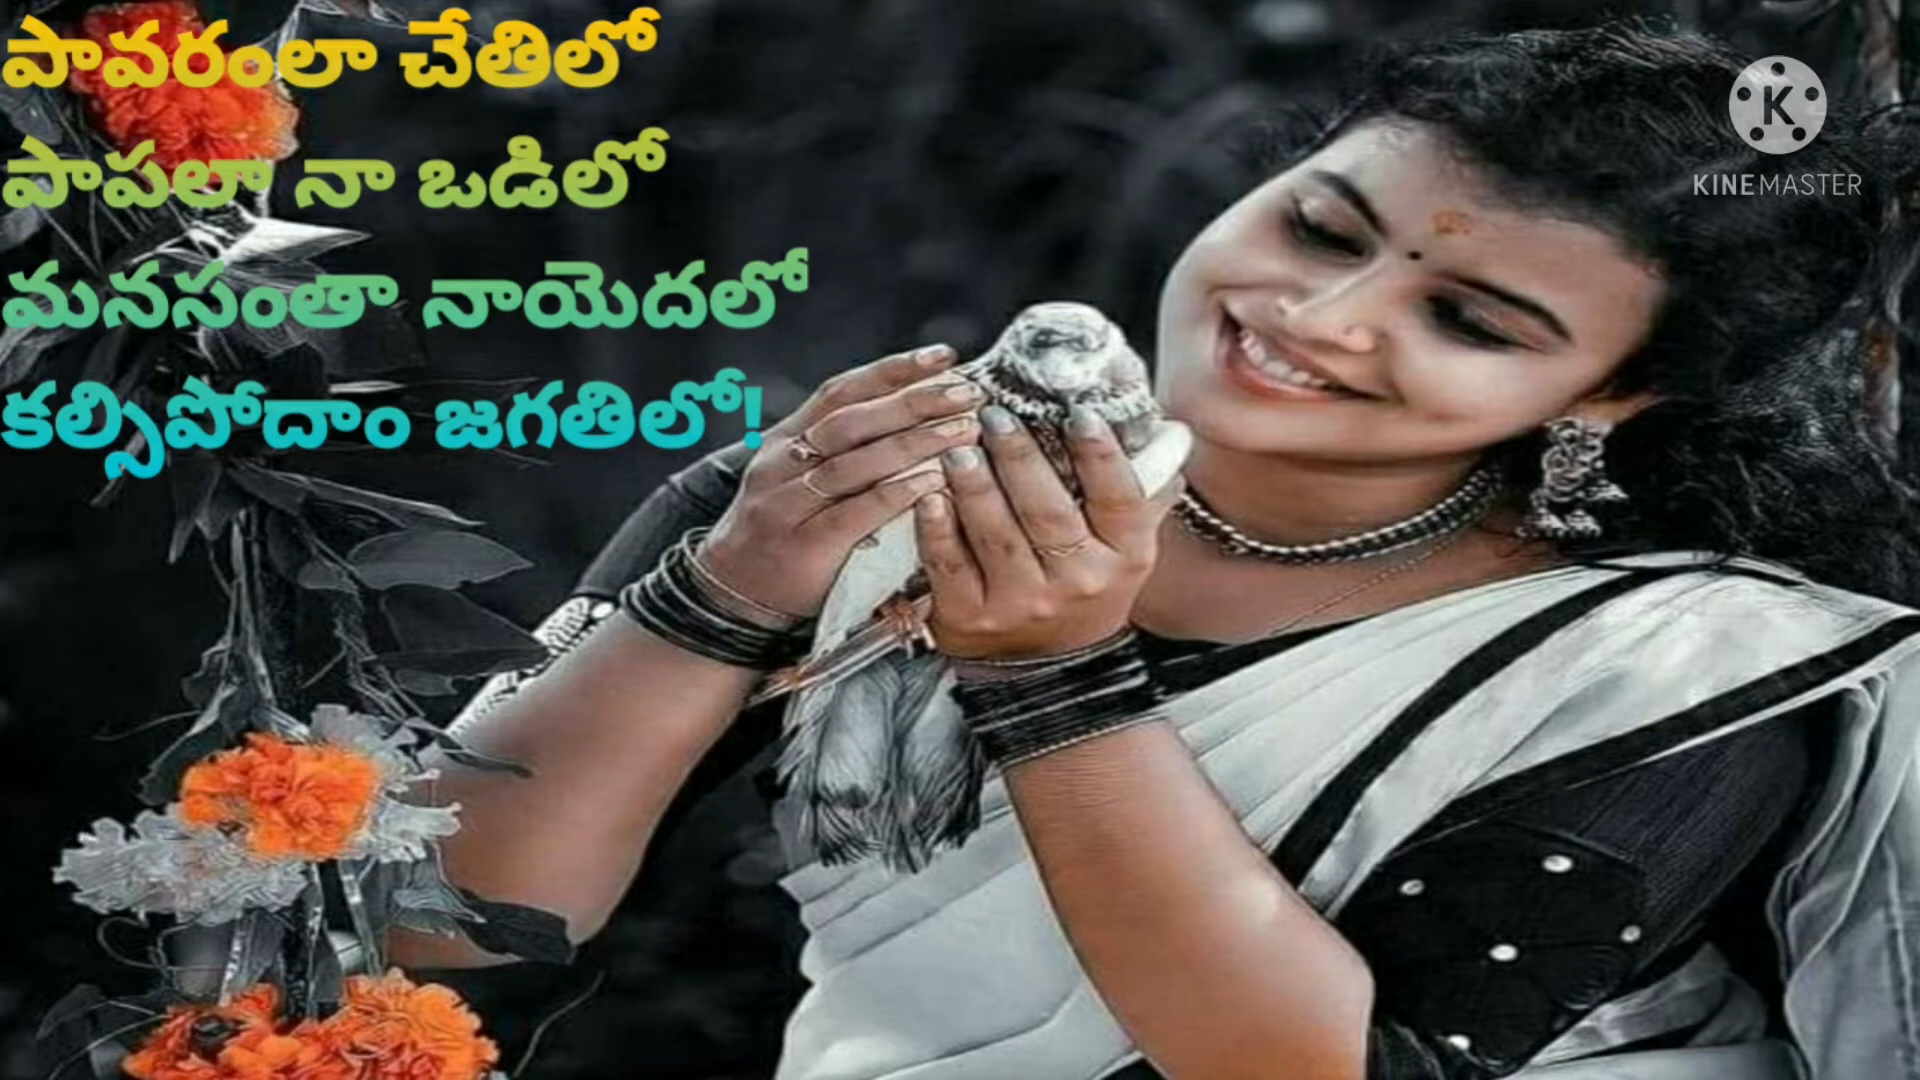 పావరంలా చేతిలో
పాపలా నా ఒడిలో
మనసంతా నాయెదలో
కల్సిపోదాం జగతిలో!
K
KINEMASTER